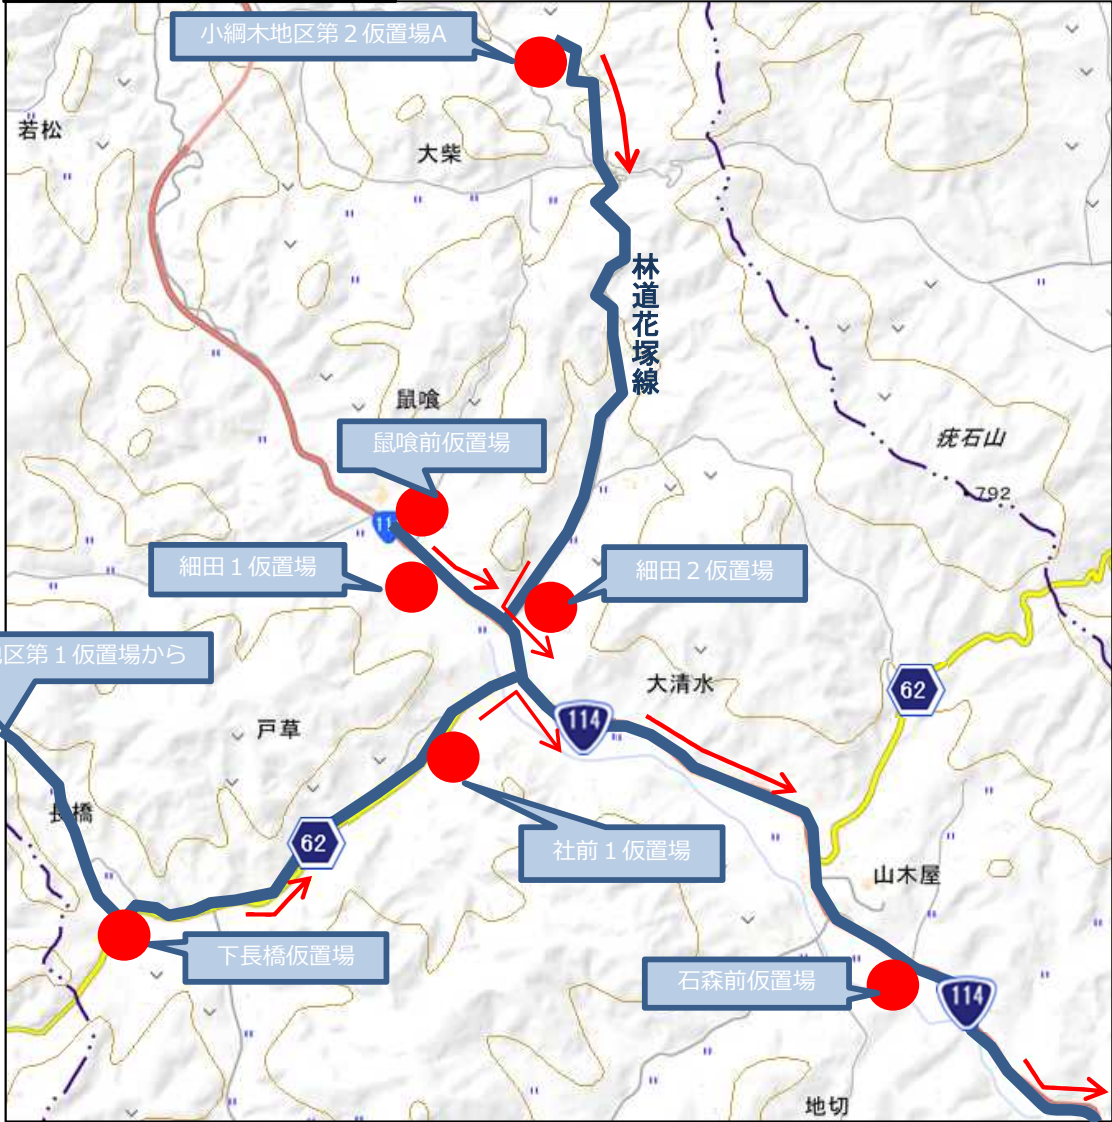 小綱木地区第２仮置場A
若松
大柴
林道花塚線
鼠喰
鼠喰前仮置場
疣石山
792
11
細田１仮置場
細田２仮置場
区第１仮置場から
大清水
62
114
戸草
長橋
62
社前１仮置場
山木屋
下長橋仮置場
石森前仮置場
114
地切